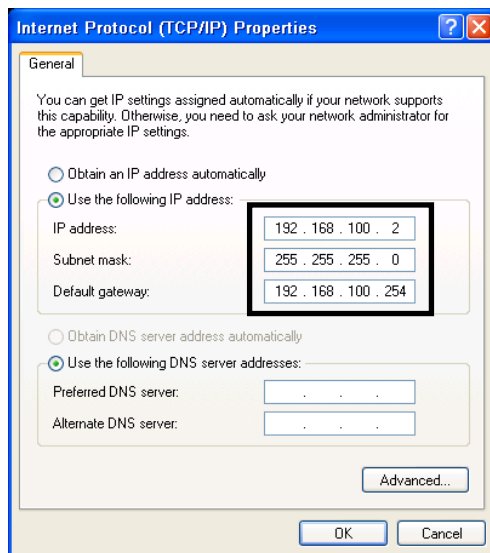 Internet Protocol (TCP/IP) Properties
General
You can get IP settings assigned automatically if your network supports
this capability. Otherwise, you need to ask your network administrator for
the appropriate IP settings.
Obtain an IP address automatically
Use the following IP address:
IP address: 192 . 168 . 100 . 2
Subnet mask: 255 . 255 . 255 . 0
Default gateway: 192 . 168 . 100 . 254
Obtain DNS server address automatically
Use the following DNS server addresses:
Preferred DNS server: . . .
Alternate DNS server: . . .
Advanced...
OK Cancel